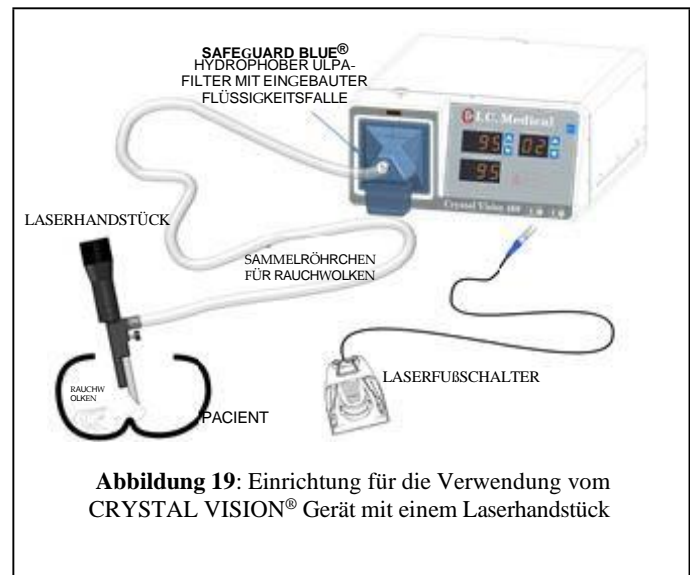 SAFEGUARD BLUE®
HYDROPHOBER ULPA-
FILTER MIT EINGEBAUTER
FLÜSSIGKEITSFALLE
I.C. Medical
95 02
95
Crystal Vision
LASERHANDSTÜCK
SAMMELRÖHRCHEN
FÜR RAUCHWOLKEN
LASERFUßSCHALTER
RAUCHW
OLKEN
PACIENT
Abbildung 19: Einrichtung für die Verwendung vom
CRYSTAL VISION® Gerät mit einem Laserhandstück